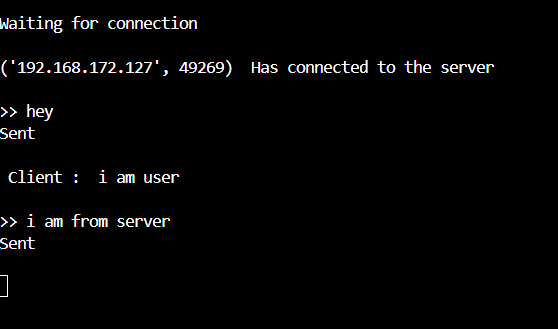 Waiting for connection
('192.168.172.127', 49269)  Has connected to the server
>> hey
Sent
Client :  i am user
>> i am from server
Sent